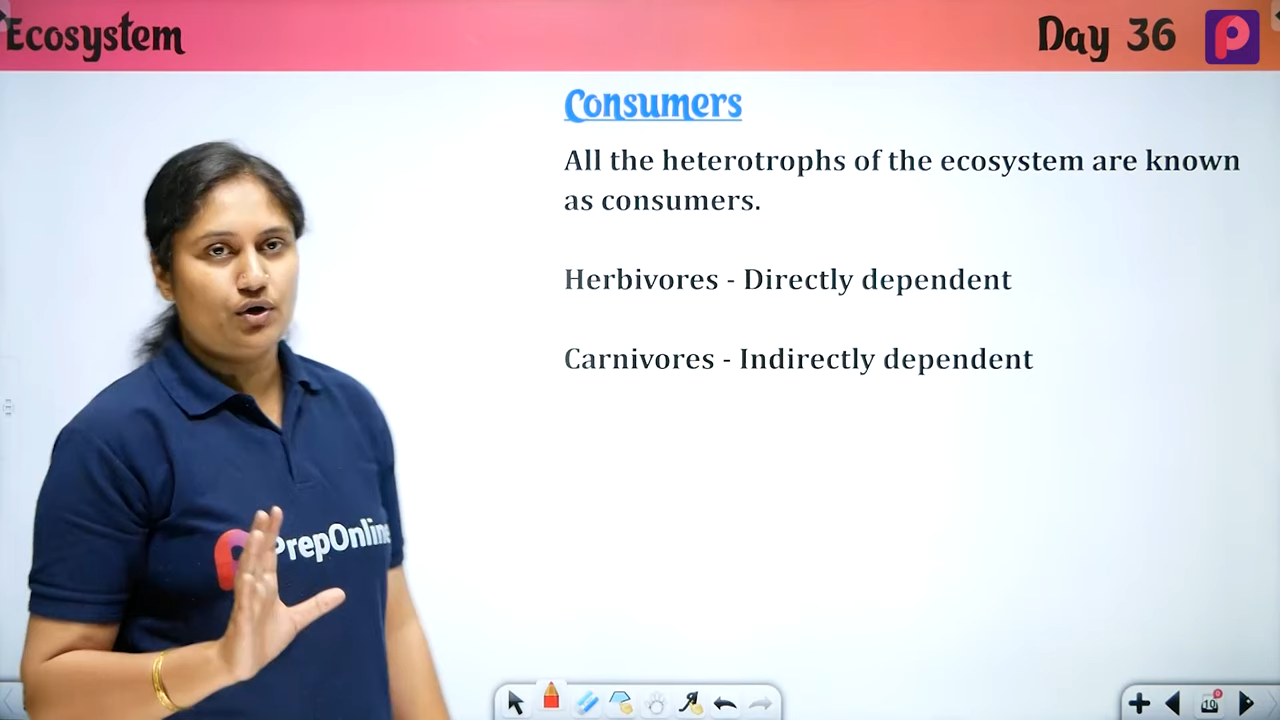 Ecosystem
Day 36
Consumers
All the heterotrophs of the ecosystem are known
as consumers.
Herbivores - Directly dependent
Carnivores - Indirectly dependent
PrepOnline
10